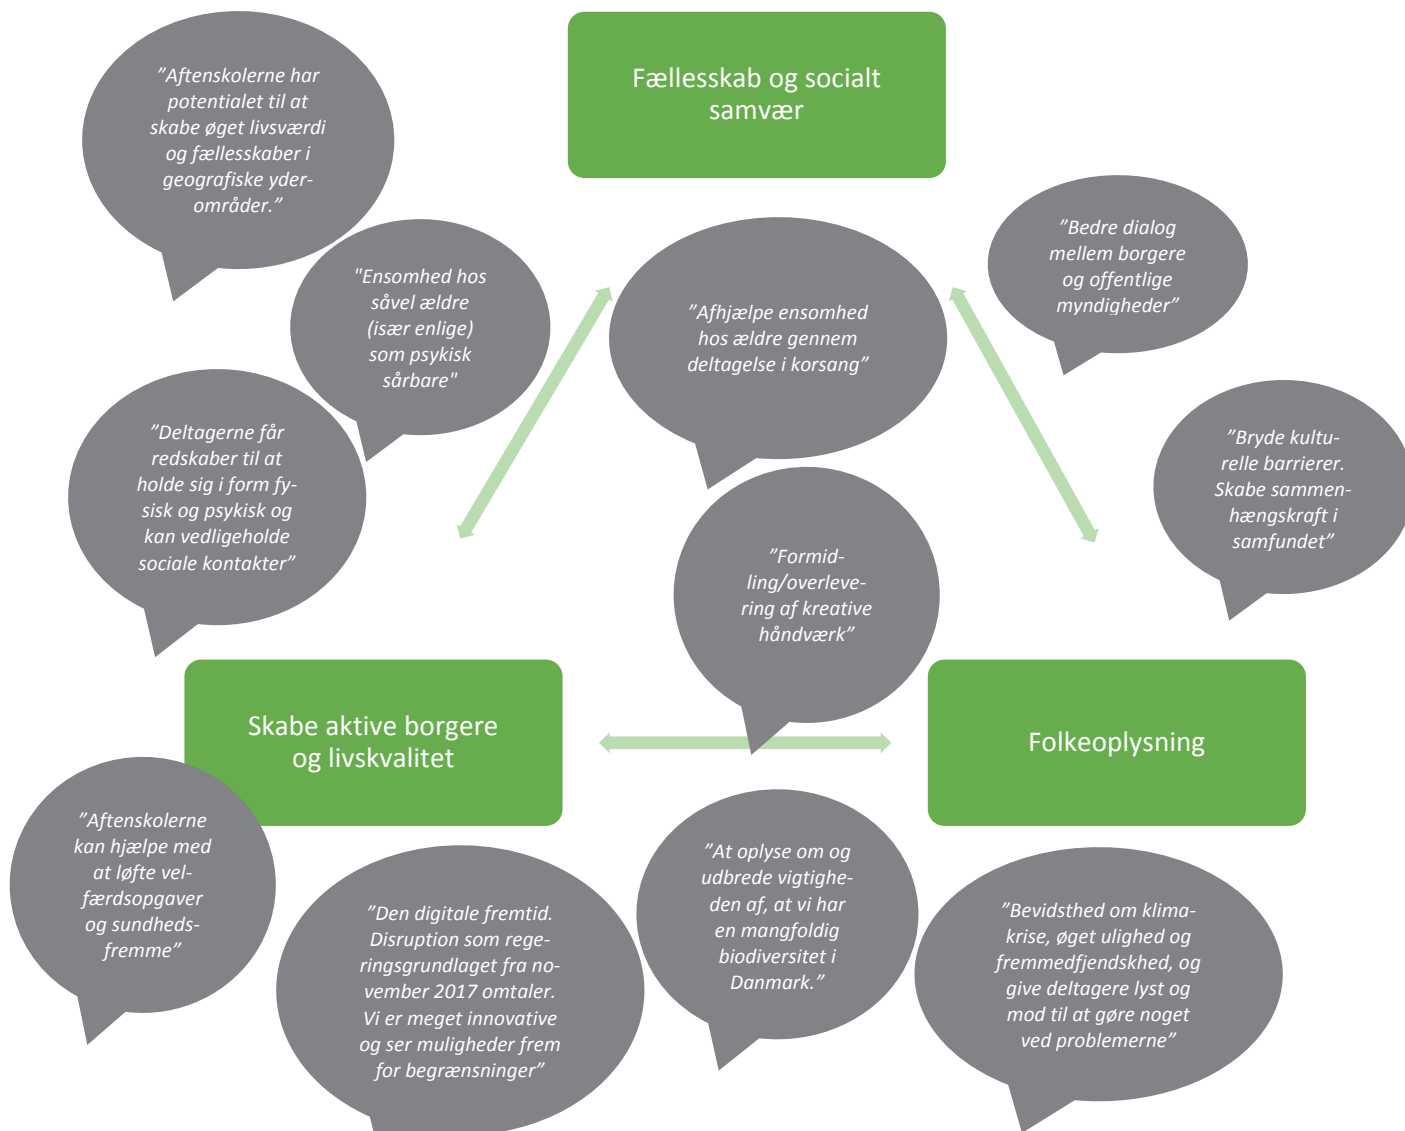 Fællesskab og socialt
samvær
”Aftenskolerne har
potentialet til at
skabe øget livsværdi
og fællesskaber i
geografiske yder-
områder.”
"Ensomhed hos
såvel ældre
(især enlige)
som psykisk
sårbare"
”Afhjælpe ensomhed
hos ældre gennem
deltagelse i korsang”
”Bedre dialog
mellem borgere
og offentlige
myndigheder”
”Deltagerne får
redskaber til at
holde sig i form fy-
sisk og psykisk og
kan vedligeholde
sociale kontakter”
”Bryde kultu-
relle barrierer.
Skabe sammen-
hængskraft i
samfundet”
”Formid-
ling/overleve-
ring af kreative
håndværk”
Skabe aktive borgere
og livskvalitet
Folkeoplysning
”Aftenskolerne
kan hjælpe med
at løfte vel-
færdsopgaver
og sundheds-
fremme”
”Den digitale fremtid.
Disruption som rege-
ringsgrundlaget fra no-
vember 2017 omtaler.
Vi er meget innovative
og ser muligheder frem
for begrænsninger”
”At oplyse om og
udbrede vigtighe-
den af, at vi har
en mangfoldig
biodiversitet i
Danmark.”
”Bevidsthed om klima-
krise, øget ulighed og
fremmedfjendskhed, og
give deltagere lyst og
mod til at gøre noget
ved problemerne”